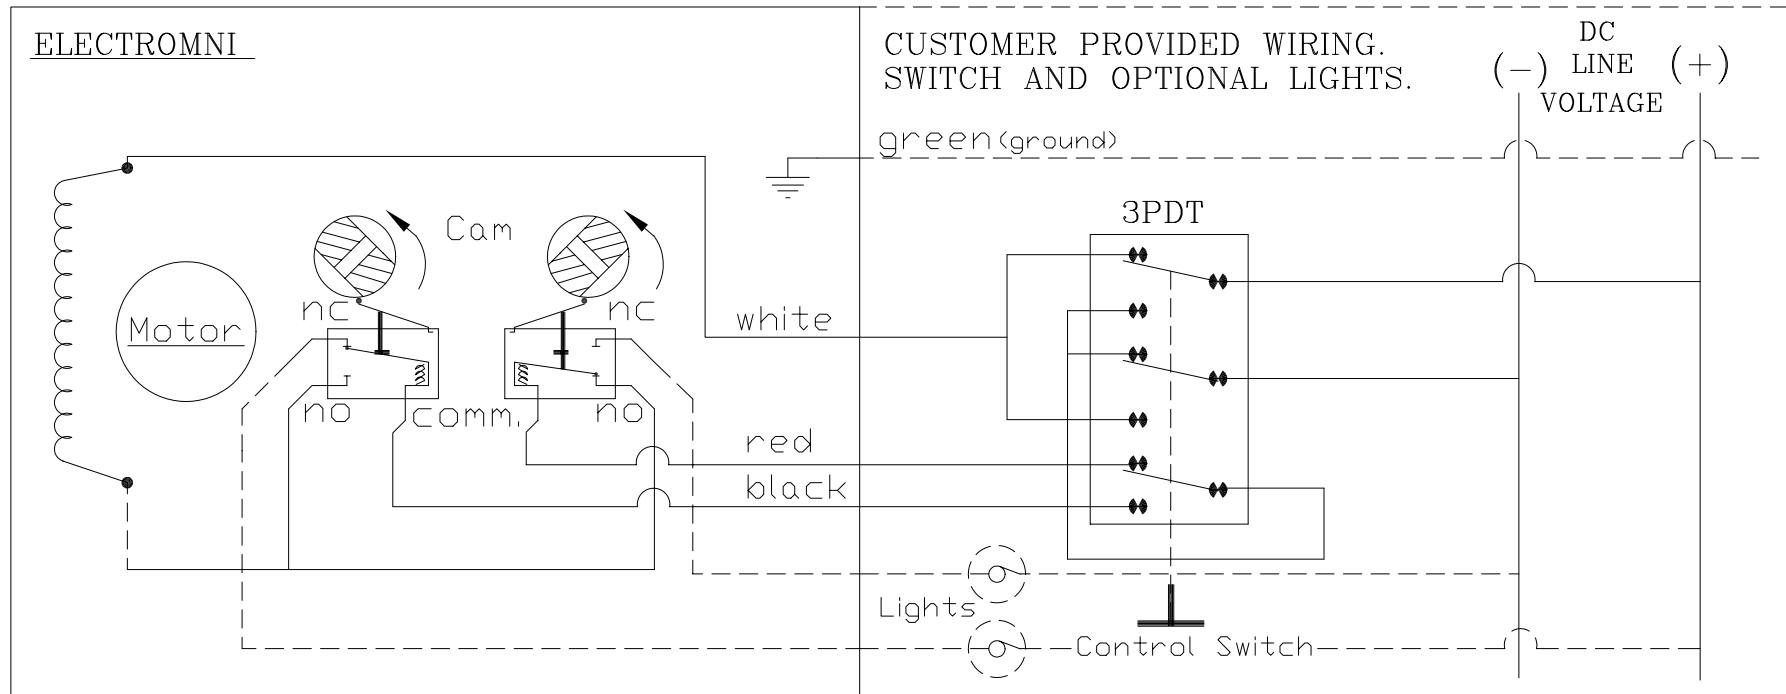 ELECTROMNI
CUSTOMER PROVIDED WIRING.
SWITCH AND OPTIONAL LIGHTS.
(-) DC LINE VOLTAGE (+)
green(ground)
3PDT
Cam
nc
nc
Motor
white
no
comm.
no
red
black
Lights
Control Switch